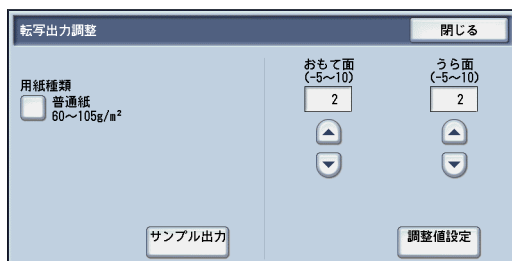 転写出力調整
閉じる
用紙種類
普通紙
60～105g/m²
おもて面
(-5～10)
2
うら面
(-5～10)
2
サンプル出力
調整値設定